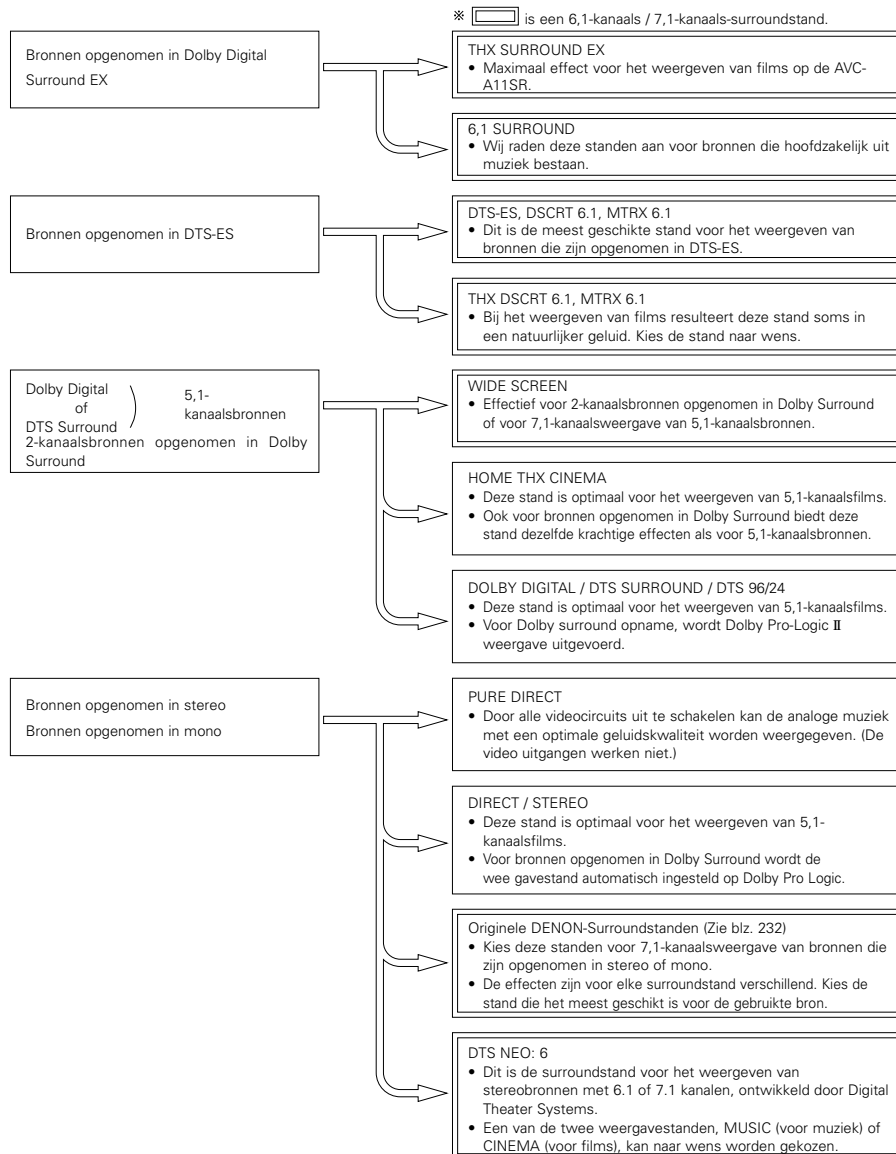 ※ is een 6,1-kanaals / 7,1-kanaals-surroundstand.
Bronnen opgenomen in Dolby Digital
Surround EX
THX SURROUND EX
• Maximaal effect voor het weergeven van films op de AVC-
A11SR.
6,1 SURROUND
• Wij raden deze standen aan voor bronnen die hoofdzakelijk uit
muziek bestaan.
Bronnen opgenomen in DTS-ES
DTS-ES, DSCRT 6.1, MTRX 6.1
• Dit is de meest geschikte stand voor het weergeven van
bronnen die zijn opgenomen in DTS-ES.
THX DSCRT 6.1, MTRX 6.1
• Bij het weergeven van films resulteert deze stand soms in
een natuurlijker geluid. Kies de stand naar wens.
Dolby Digital
of
DTS Surround
5,1-
kanaalsbronnen
2-kanaalsbronnen opgenomen in Dolby
Surround
WIDE SCREEN
• Effectief voor 2-kanaalsbronnen opgenomen in Dolby Surround
of voor 7,1-kanaalsweergave van 5,1-kanaalsbronnen.
HOME THX CINEMA
• Deze stand is optimaal voor het weergeven van 5,1-kanaalsfilms.
• Ook voor bronnen opgenomen in Dolby Surround biedt deze
stand dezelfde krachtige effecten als voor 5,1-kanaalsbronnen.
DOLBY DIGITAL / DTS SURROUND / DTS 96/24
• Deze stand is optimaal voor het weergeven van 5,1-kanaalsfilms.
• Voor Dolby surround opname, wordt Dolby Pro-Logic II
weergave uitgevoerd.
Bronnen opgenomen in stereo
Bronnen opgenomen in mono
PURE DIRECT
• Door alle videocircuits uit te schakelen kan de analoge muziek
met een optimale geluidskwaliteit worden weergegeven. (De
video uitgangen werken niet.)
DIRECT / STEREO
• Deze stand is optimaal voor het weergeven van 5,1-
kanaalsfilms.
• Voor bronnen opgenomen in Dolby Surround wordt de
wee gavestand automatisch ingesteld op Dolby Pro Logic.
Originele DENON-Surroundstanden (Zie blz. 232)
• Kies deze standen voor 7,1-kanaalsweergave van bronnen die
zijn opgenomen in stereo of mono.
• De effecten zijn voor elke surroundstand verschillend. Kies de
stand die het meest geschikt is voor de gebruikte bron.
DTS NEO: 6
• Dit is de surroundstand voor het weergeven van
stereobronnen met 6.1 of 7.1 kanalen, ontwikkeld door Digital
Theater Systems.
• Een van de twee weergavestanden, MUSIC (voor muziek) of
CINEMA (voor films), kan naar wens worden gekozen.